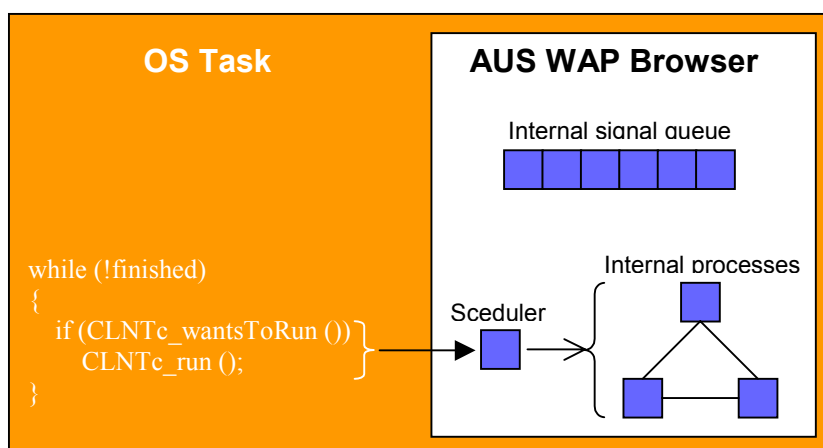 OS Task
AUS WAP Browser
Internal signal queue
while (!finished)
{
if (CLNTc_wantsToRun ())
CLNTc_run ();
}
Sceduler
Internal processes